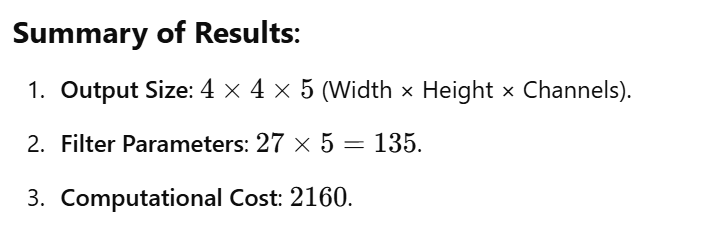 Summary of Results:
1. Output Size: 4 × 4 × 5 (Width × Height × Channels).
2. Filter Parameters: 27 × 5 = 135.
3. Computational Cost: 2160.